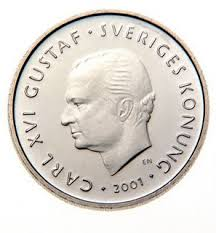 CARL XVI GUSTAF · SVERIGES KONUNG
· 2001 ·
EN